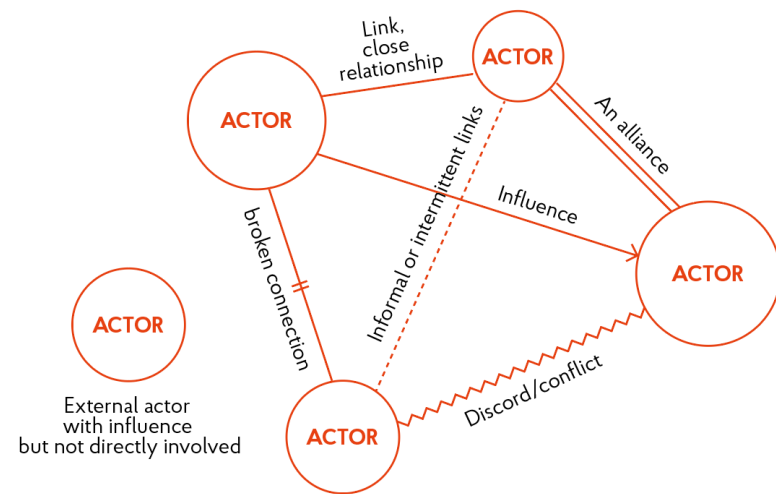 Link,
close
relationship
ACTOR
ACTOR
An alliance
Informal or intermittent links
Influence
broken connection
ACTOR
ACTOR
Discord/conflict
External actor
with influence
but not directly involved
ACTOR